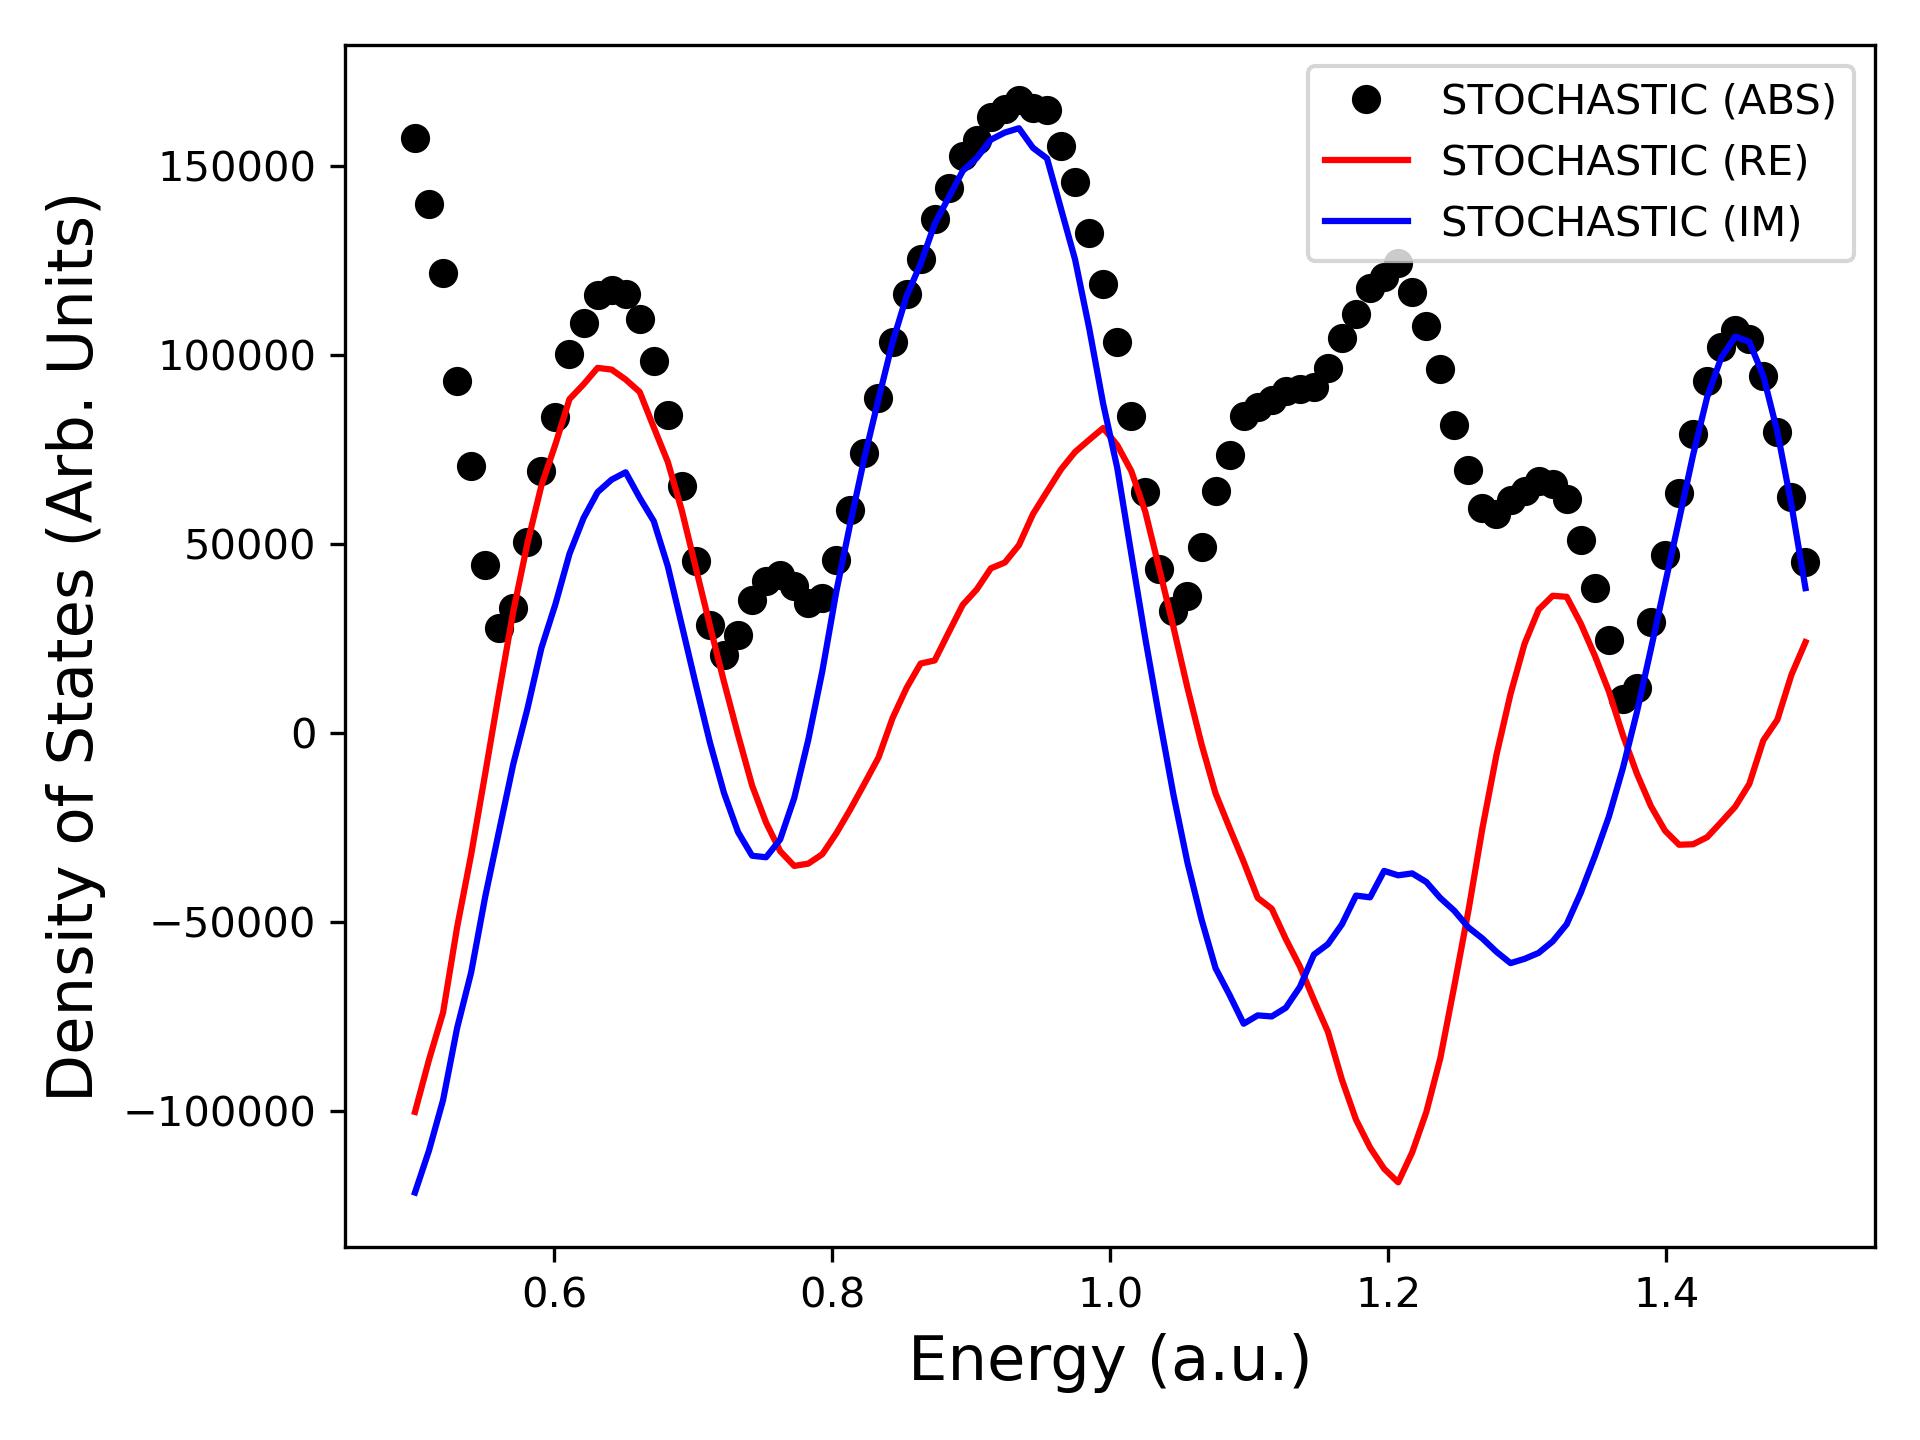 Density of States (Arb. Units)
150000
100000
50000
0
−50000
−100000
STOCHASTIC (ABS)
STOCHASTIC (RE)
STOCHASTIC (IM)
0.6 0.8 1.0 1.2 1.4
Energy (a.u.)